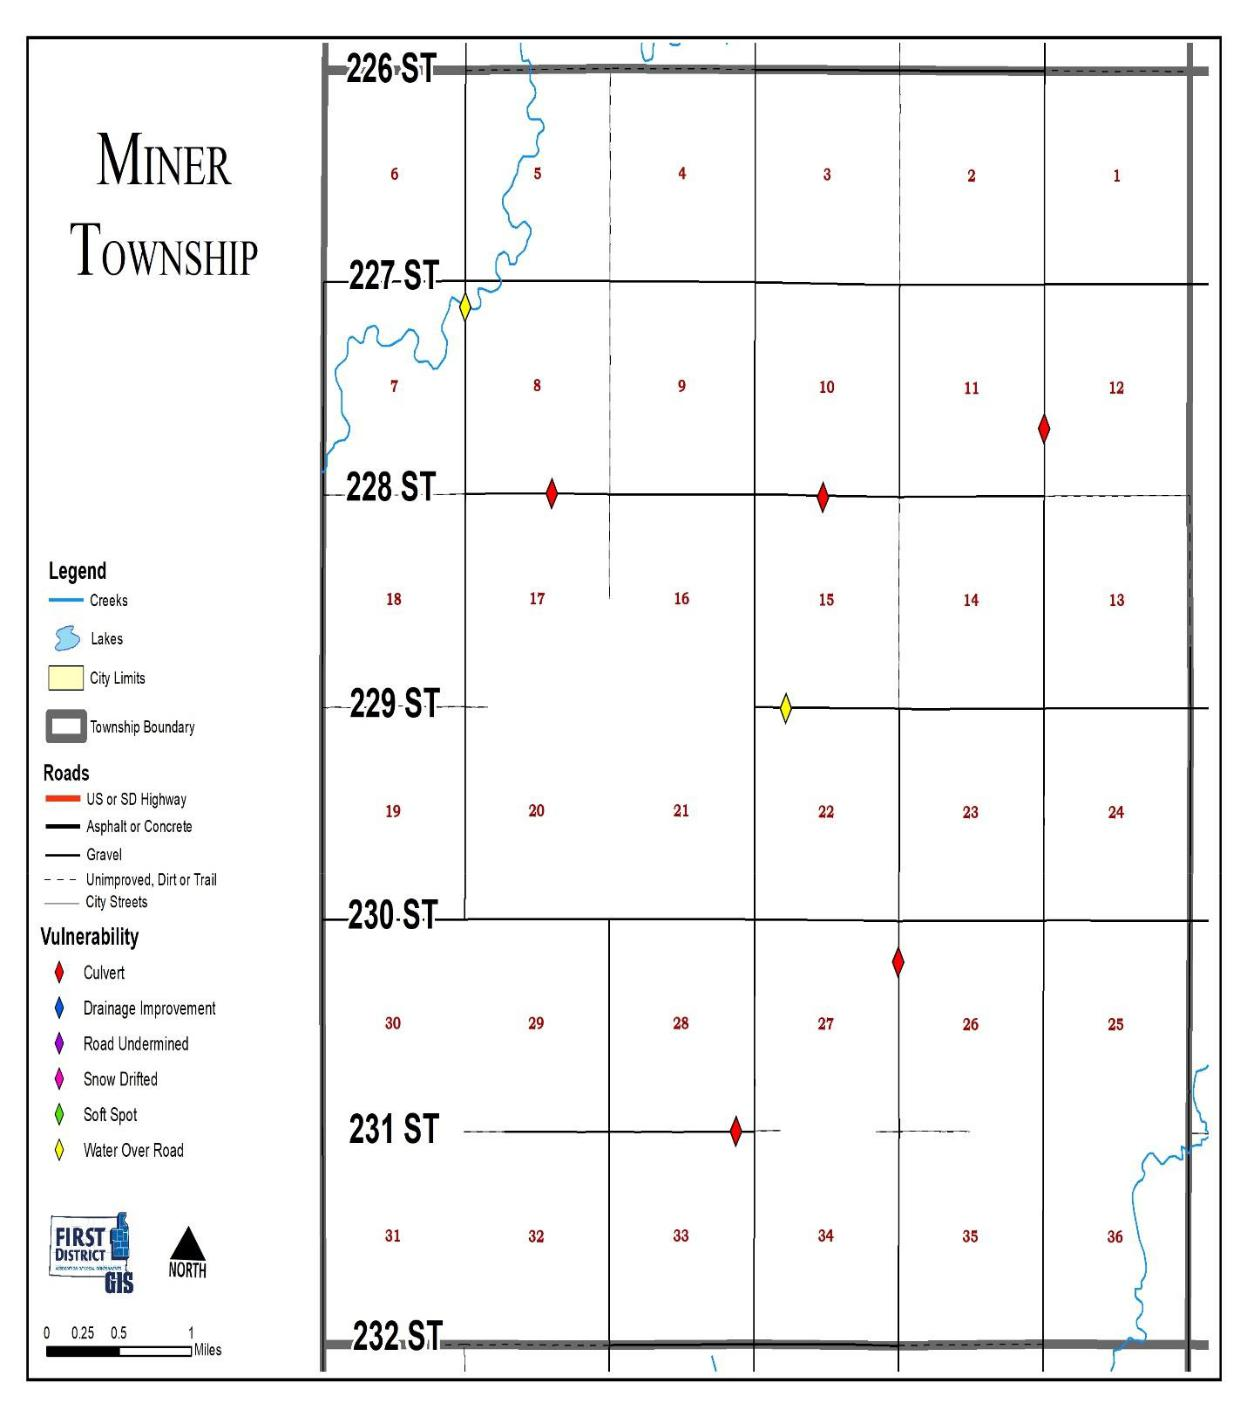 MINER
TOWNSHIP
226 ST
6 5 4 3 2 1
227 ST
7 8 9 10 11 12
228 ST
18 17 16 15 14 13
229 ST
19 20 21 22 23 24
230 ST
30 29 28 27 26 25
231 ST
31 32 33 34 35 36
232 ST
Legend
Creeks
Lakes
City Limits
Township Boundary
Roads
US or SD Highway
Asphalt or Concrete
Gravel
Unimproved, Dirt or Trail
City Streets
Vulnerability
Culvert
Drainage Improvement
Road Undermined
Snow Drifted
Soft Spot
Water Over Road
FIRST
DISTRICT
GIS
NORTH
0 0.25 0.5 1
Miles